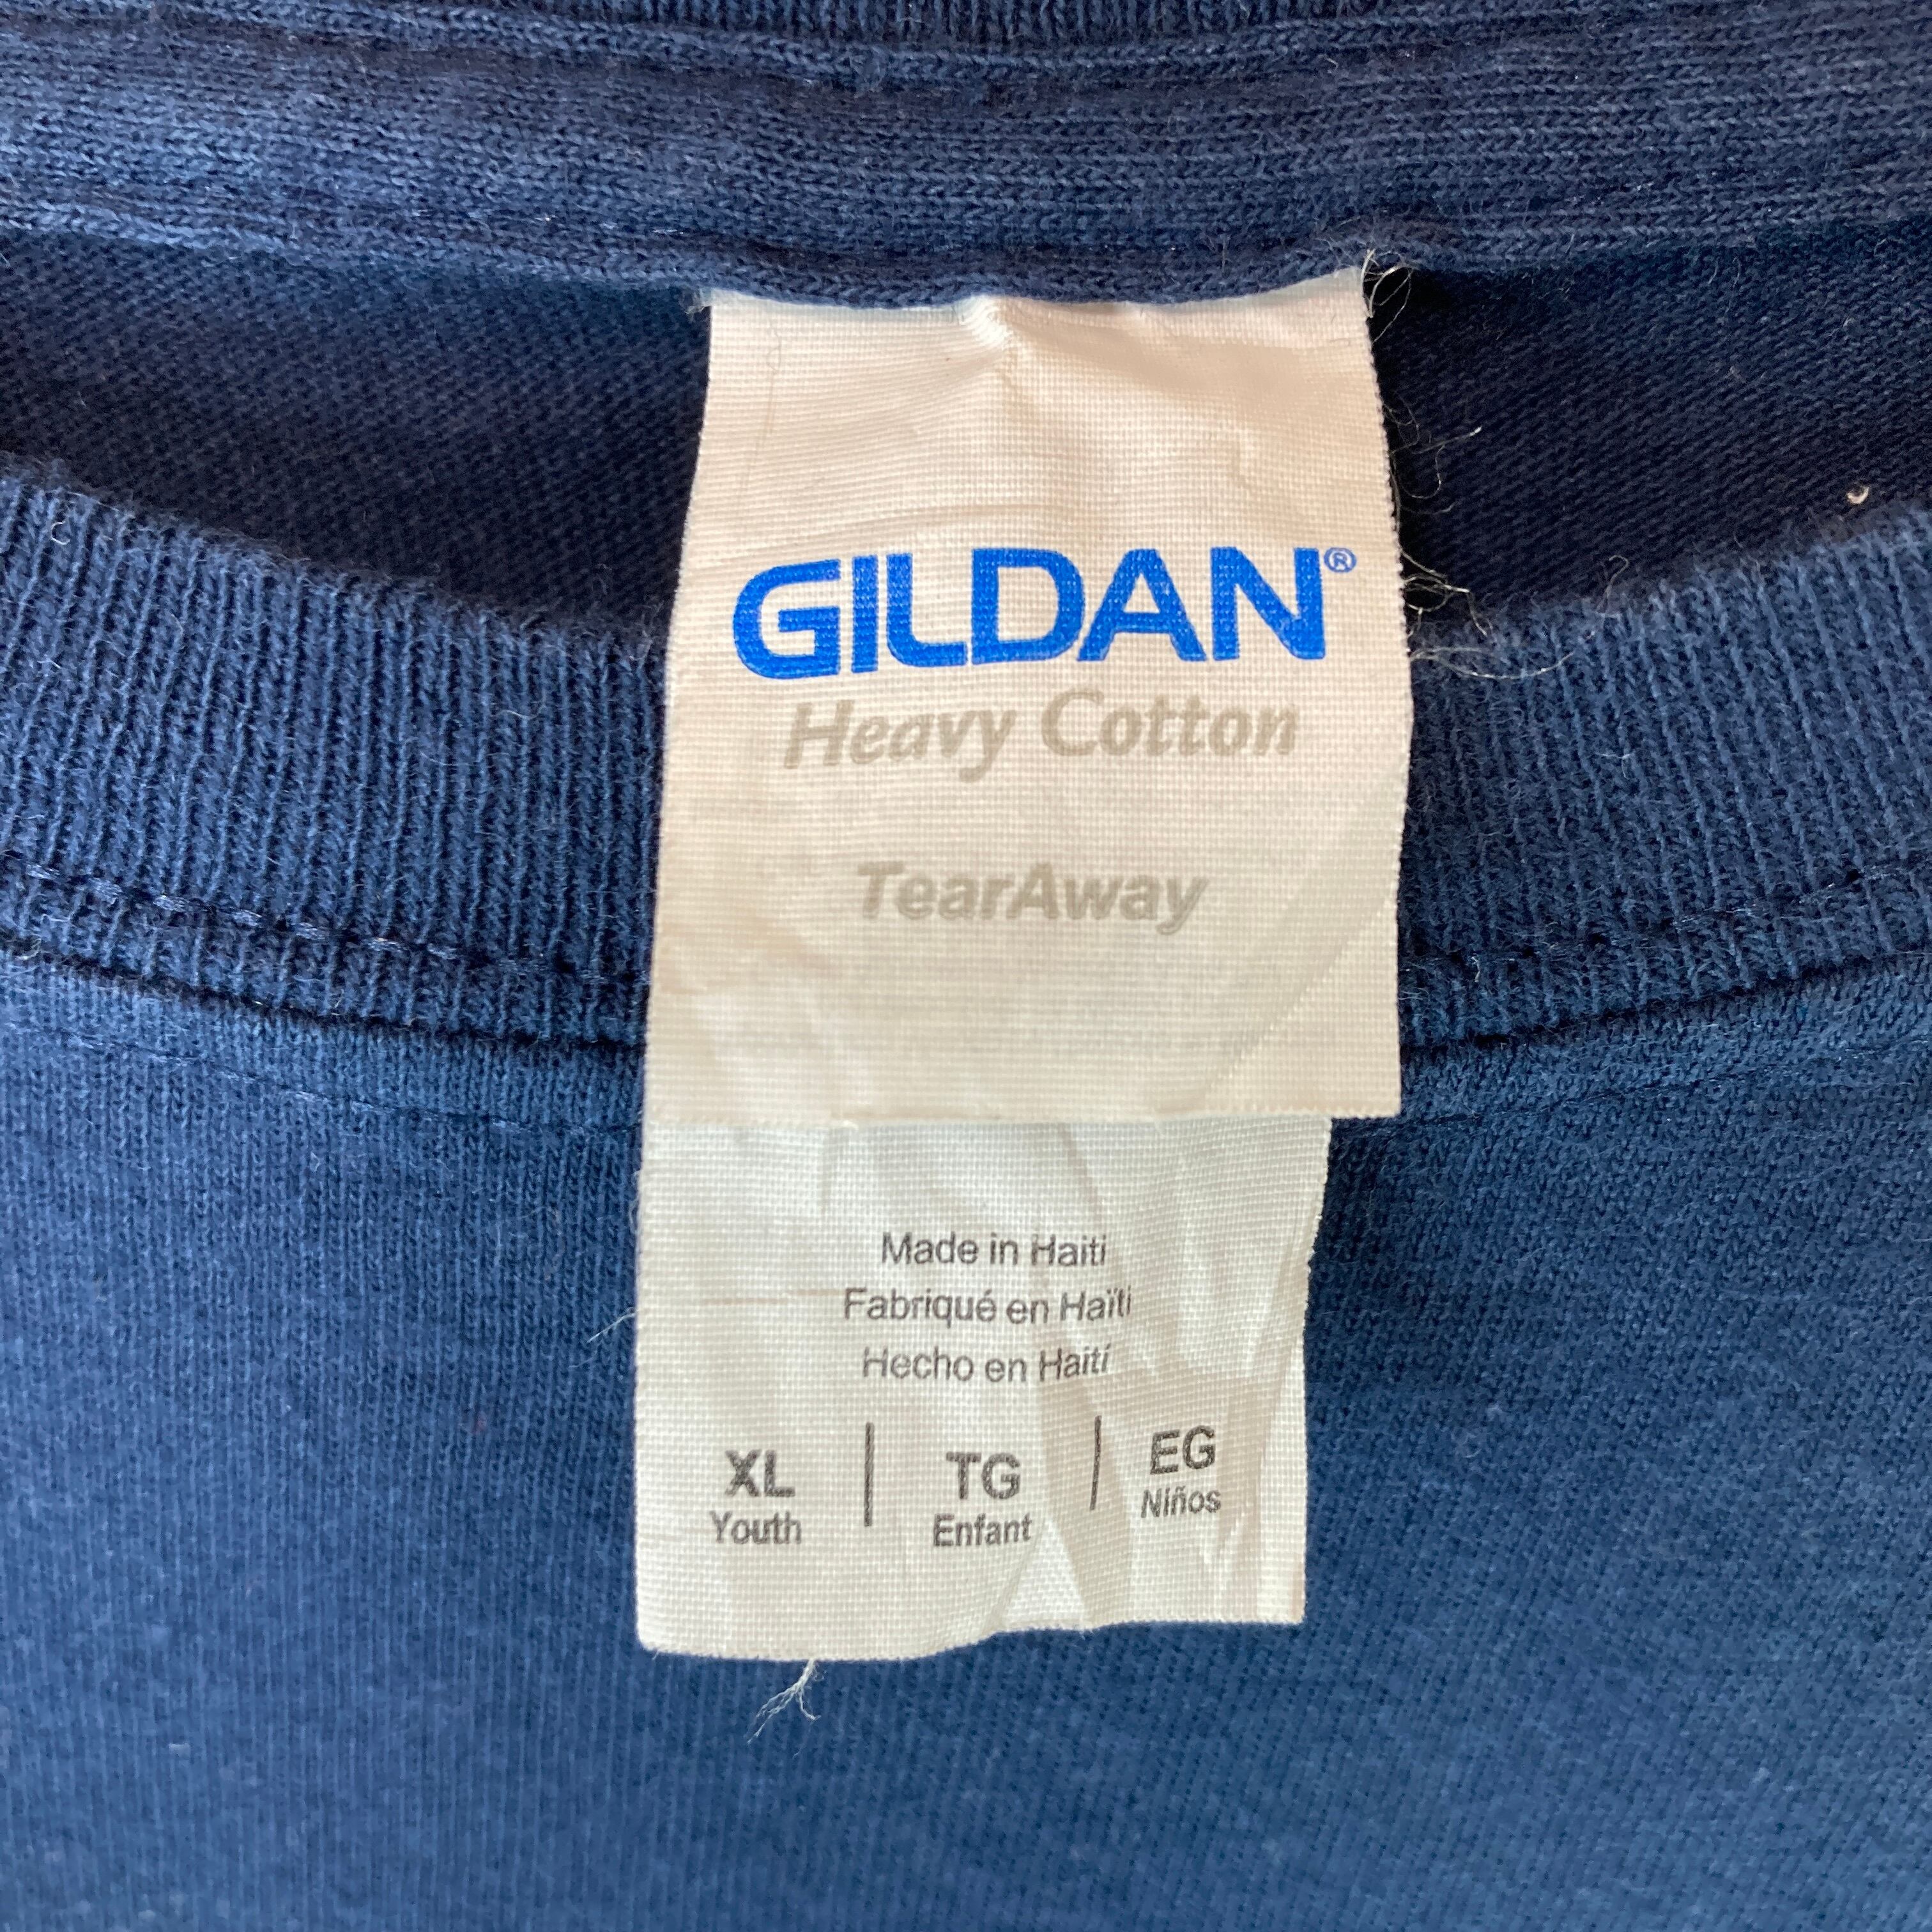 GILDAN®
Heavy Cotton
TearAway
Made in Haiti
Fabriqué en Haïti
Hecho en Haití
XL | TG | EG
Youth Enfant Niños